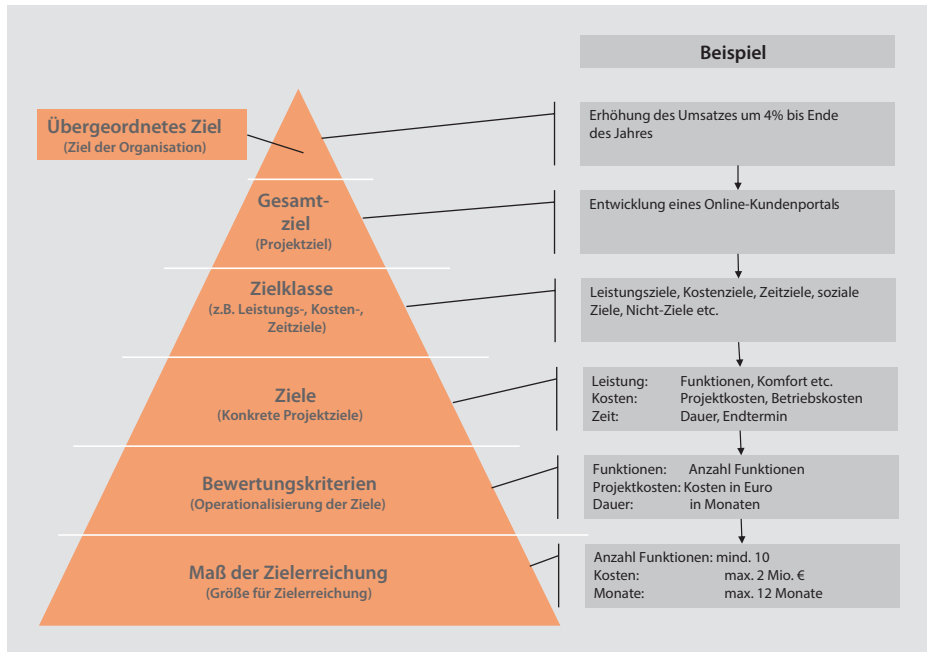 Beispiel
Übergeordnetes Ziel
(Ziel der Organisation)
Erhöhung des Umsatzes um 4% bis Ende
des Jahres
Gesamt-
ziel
(Projektziel)
Entwicklung eines Online-Kundenportals
Zielklasse
(z.B. Leistungs-, Kosten-,
Zeitziele)
Leistungsziele, Kostenziele, Zeitziele, soziale
Ziele, Nicht-Ziele etc.
Ziele
(Konkrete Projektziele)
Leistung: Funktionen, Komfort etc.
Kosten: Projektkosten, Betriebskosten
Zeit: Dauer, Endtermin
Bewertungskriterien
(Operationalisierung der Ziele)
Funktionen: Anzahl Funktionen
Projektkosten: Kosten in Euro
Dauer: in Monaten
Maß der Zielerreichung
(Größe für Zielerreichung)
Anzahl Funktionen: mind. 10
Kosten: max. 2 Mio. €
Monate: max. 12 Monate